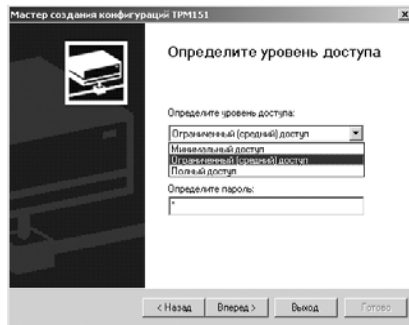 Мастер создания конфигураций ТРМ151
Определите уровень доступа
Определите уровень доступа:
Ограниченный (средний) доступ
Минимальный доступ
Ограниченный (средний) доступ
Полный доступ
Определите пароль:
*
< Назад Вперед > Выход Готово